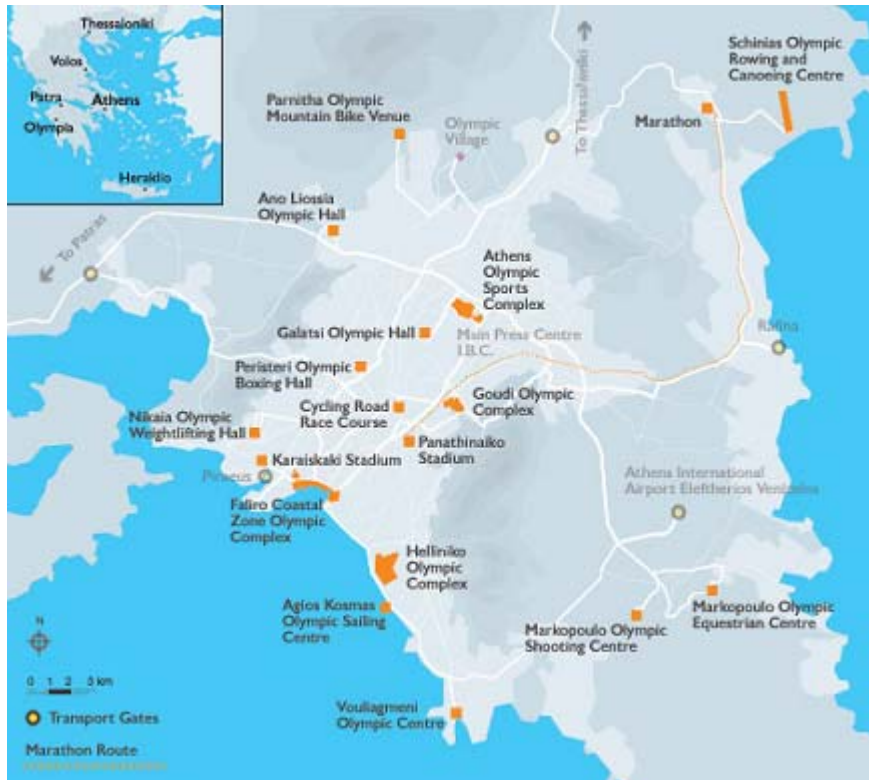 Thessaloniki
Volos
Patra
Athens
Olympia
Heraklio
To Thessaloniki
Schinias Olympic
Rowing and
Canoeing Centre
Parnitha Olympic
Mountain Bike Venue
Olympic
Village
Marathon
Ano Liossia
Olympic Hall
To Patras
Athens
Olympic
Sports
Complex
Galatsi Olympic Hall
Main Press Centre
I.B.C.
Rafina
Peristeri Olympic
Boxing Hall
Cycling Road
Race Course
Goudi Olympic
Complex
Nikaia Olympic
Weightlifting Hall
Panathinaiko
Stadium
Karaiskaki Stadium
Piraeus
Athens International
Airport Eleftherios Venizelos
Faliro Coastal
Zone Olympic
Complex
Helliniko
Olympic
Complex
Agios Kosmas
Olympic Sailing
Centre
Markopoulo Olympic
Equestrian Centre
Markopoulo Olympic
Shooting Centre
N
0 1 2 3 km
Vouliagmeni
Olympic Centre
Transport Gates
Marathon Route